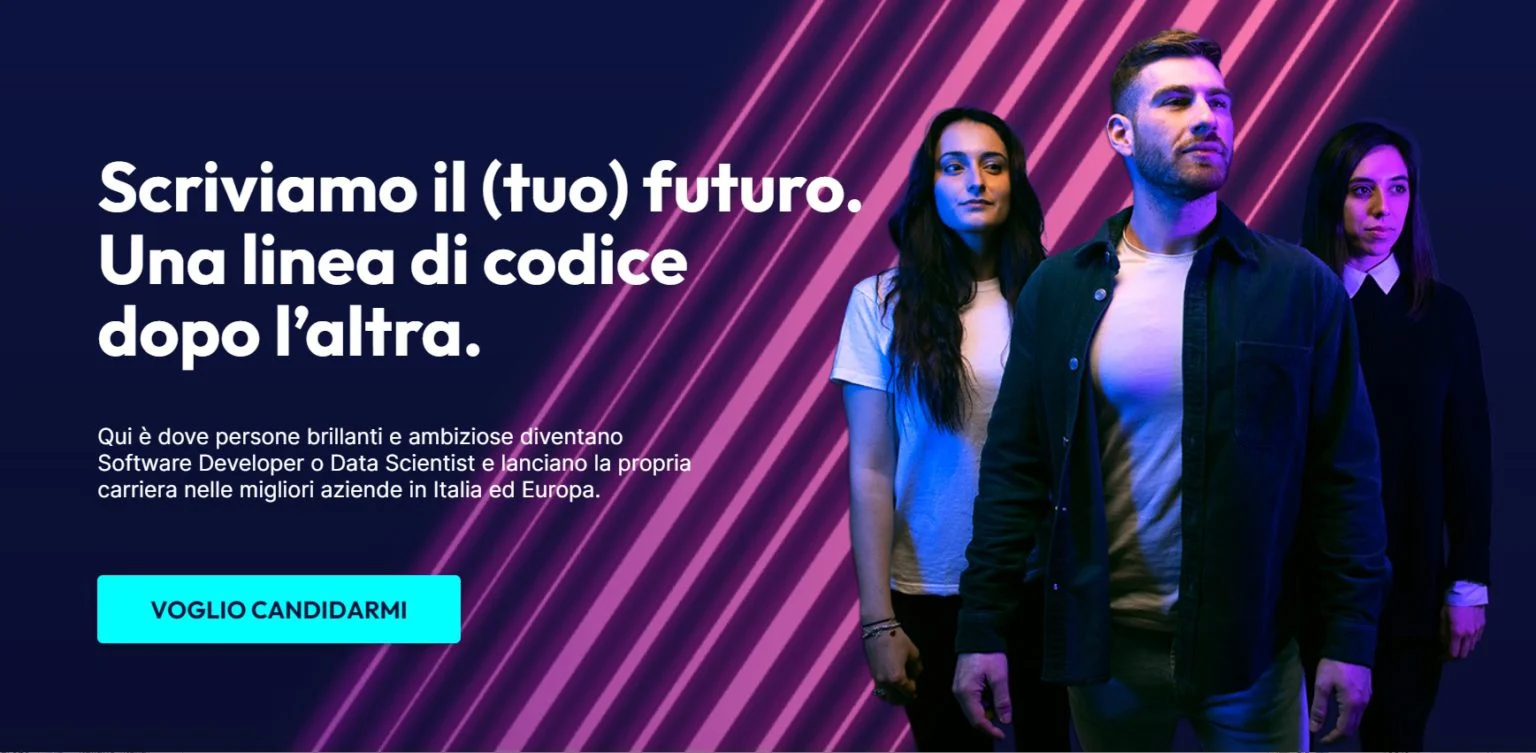 Scriviamo il (tuo) futuro.
Una linea di codice
dopo l’altra.
Qui è dove persone brillanti e ambiziose diventano
Software Developer o Data Scientist e lanciano la propria
carriera nelle migliori aziende in Italia ed Europa.
VOGLIO CANDIDARMI